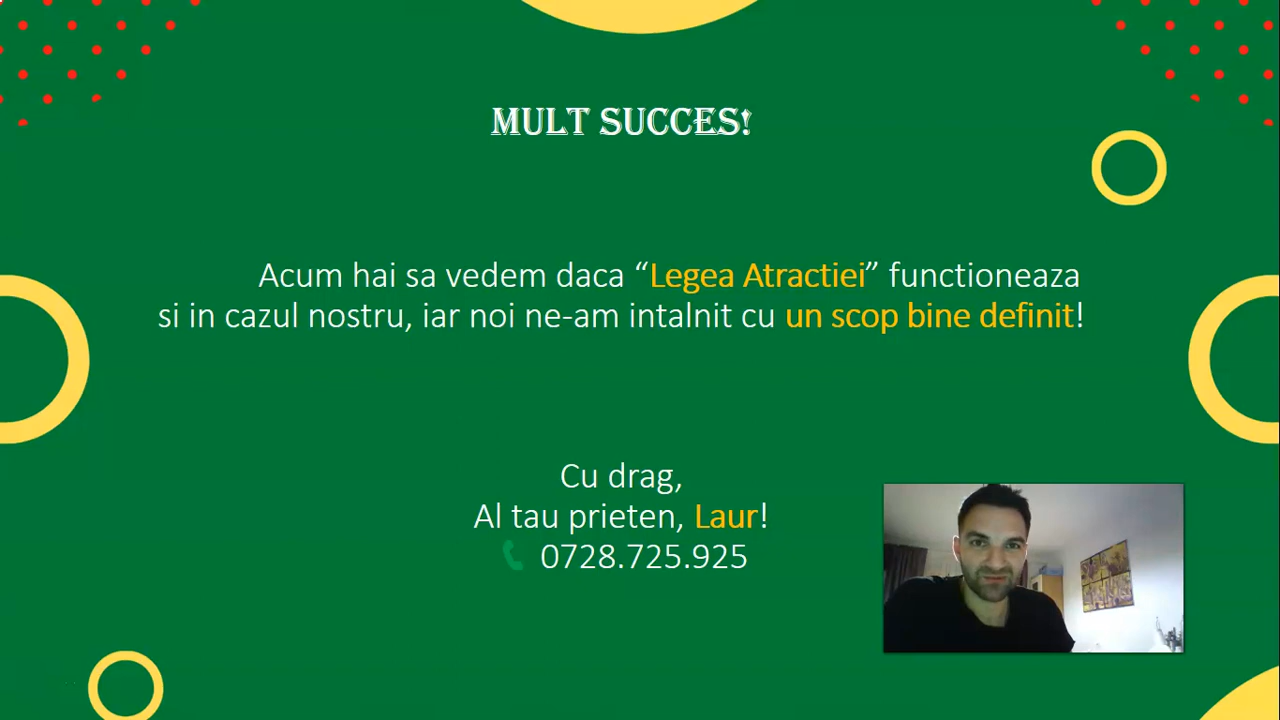 MULT SUCCES!
Acum hai sa vedem daca “Legea Atractiei” functioneaza
si in cazul nostru, iar noi ne-am intalnit cu un scop bine definit!
Cu drag,
Al tau prieten, Laur!
0728.725.925